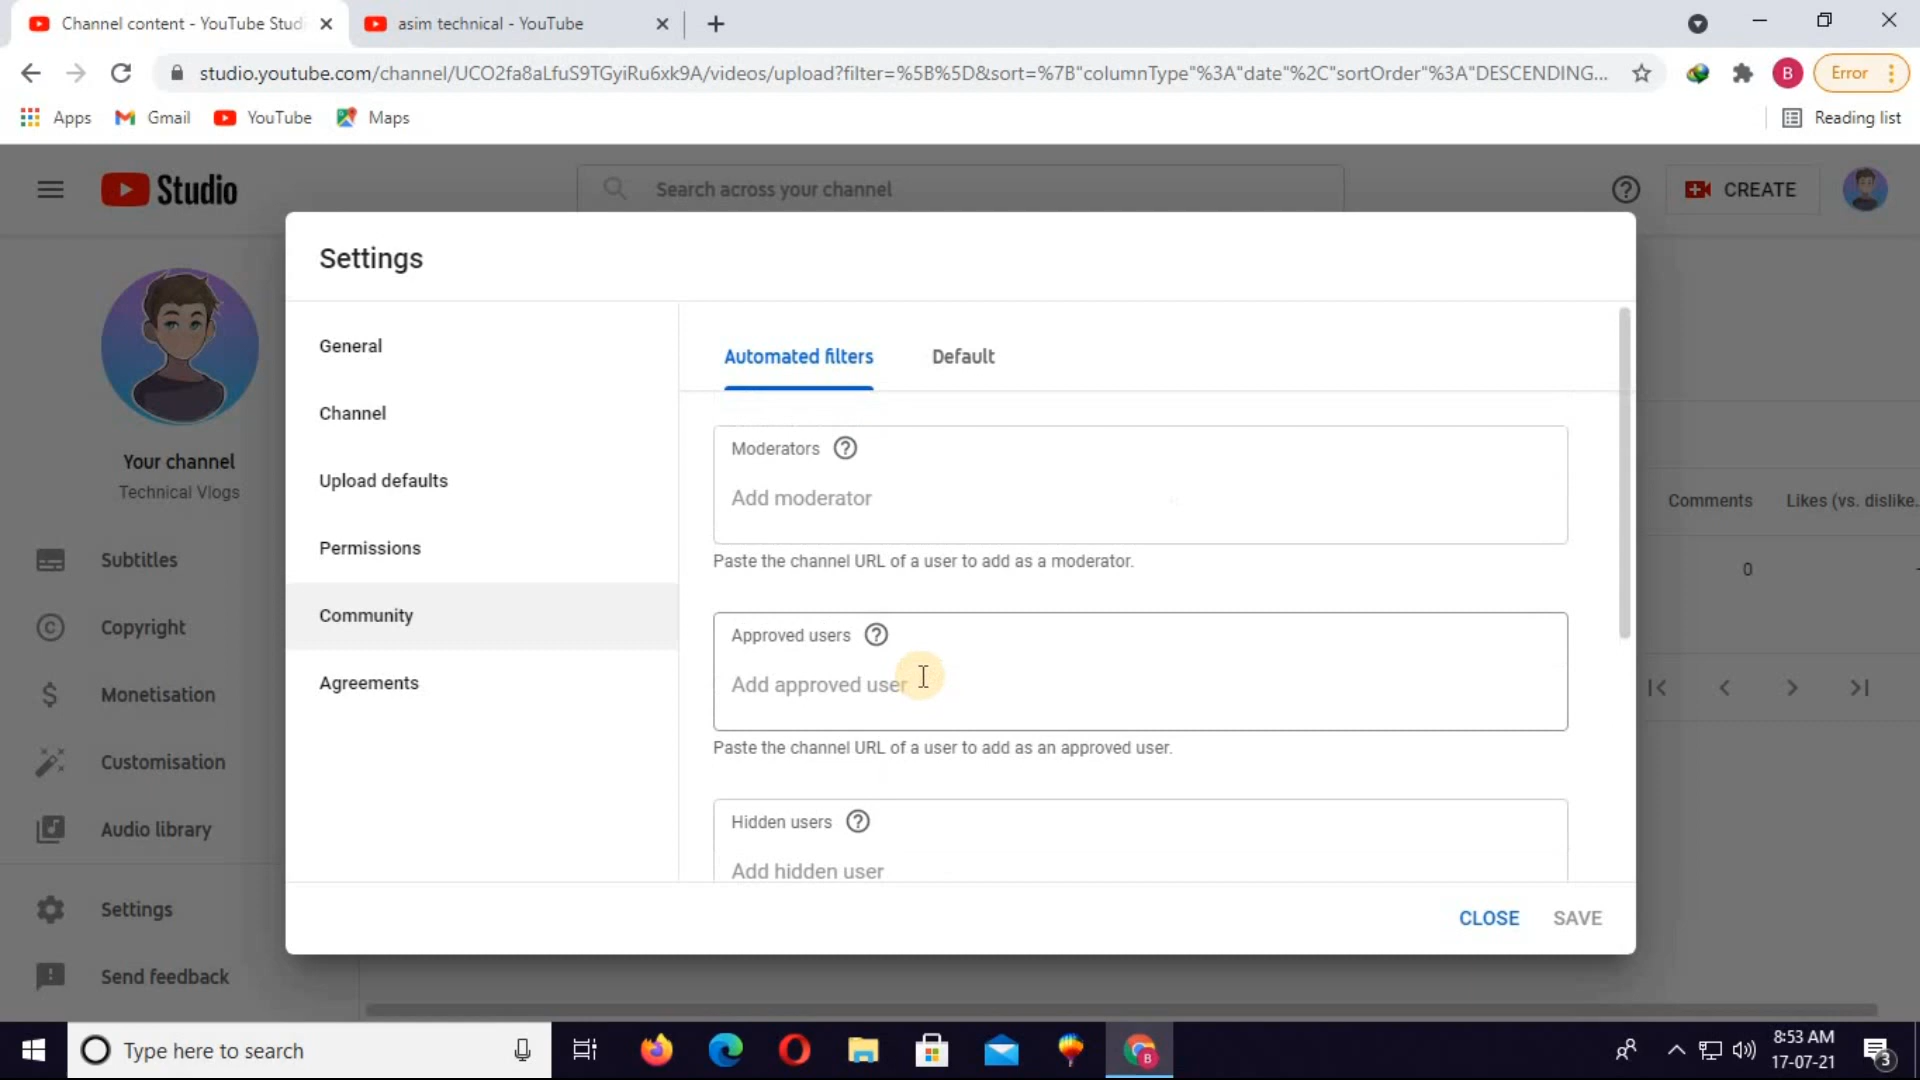 Channel content - YouTube Studi
asim technical - YouTube
studio.youtube.com/channel/UCO2fa8aLfuS9TGyiRu6xk9A/videos/upload?filter=%5B%5D&sort=%7B"columnType"%3A"date"%2C"sortOrder"%3A"DESCENDING...
B
Error
Apps
Gmail
YouTube
Maps
Reading list
Studio
Search across your channel
CREATE
Settings
Your channel
Technical Vlogs
Subtitles
Copyright
Monetisation
Customisation
Audio library
Settings
Send feedback
General
Channel
Upload defaults
Permissions
Community
Agreements
Automated filters
Default
Moderators
Add moderator
Paste the channel URL of a user to add as a moderator.
Approved users
Add approved user
Paste the channel URL of a user to add as an approved user.
Hidden users
Add hidden user
CLOSE
SAVE
Comments
Likes (vs. dislike.
0
Type here to search
B
8:53 AM
17-07-21
3